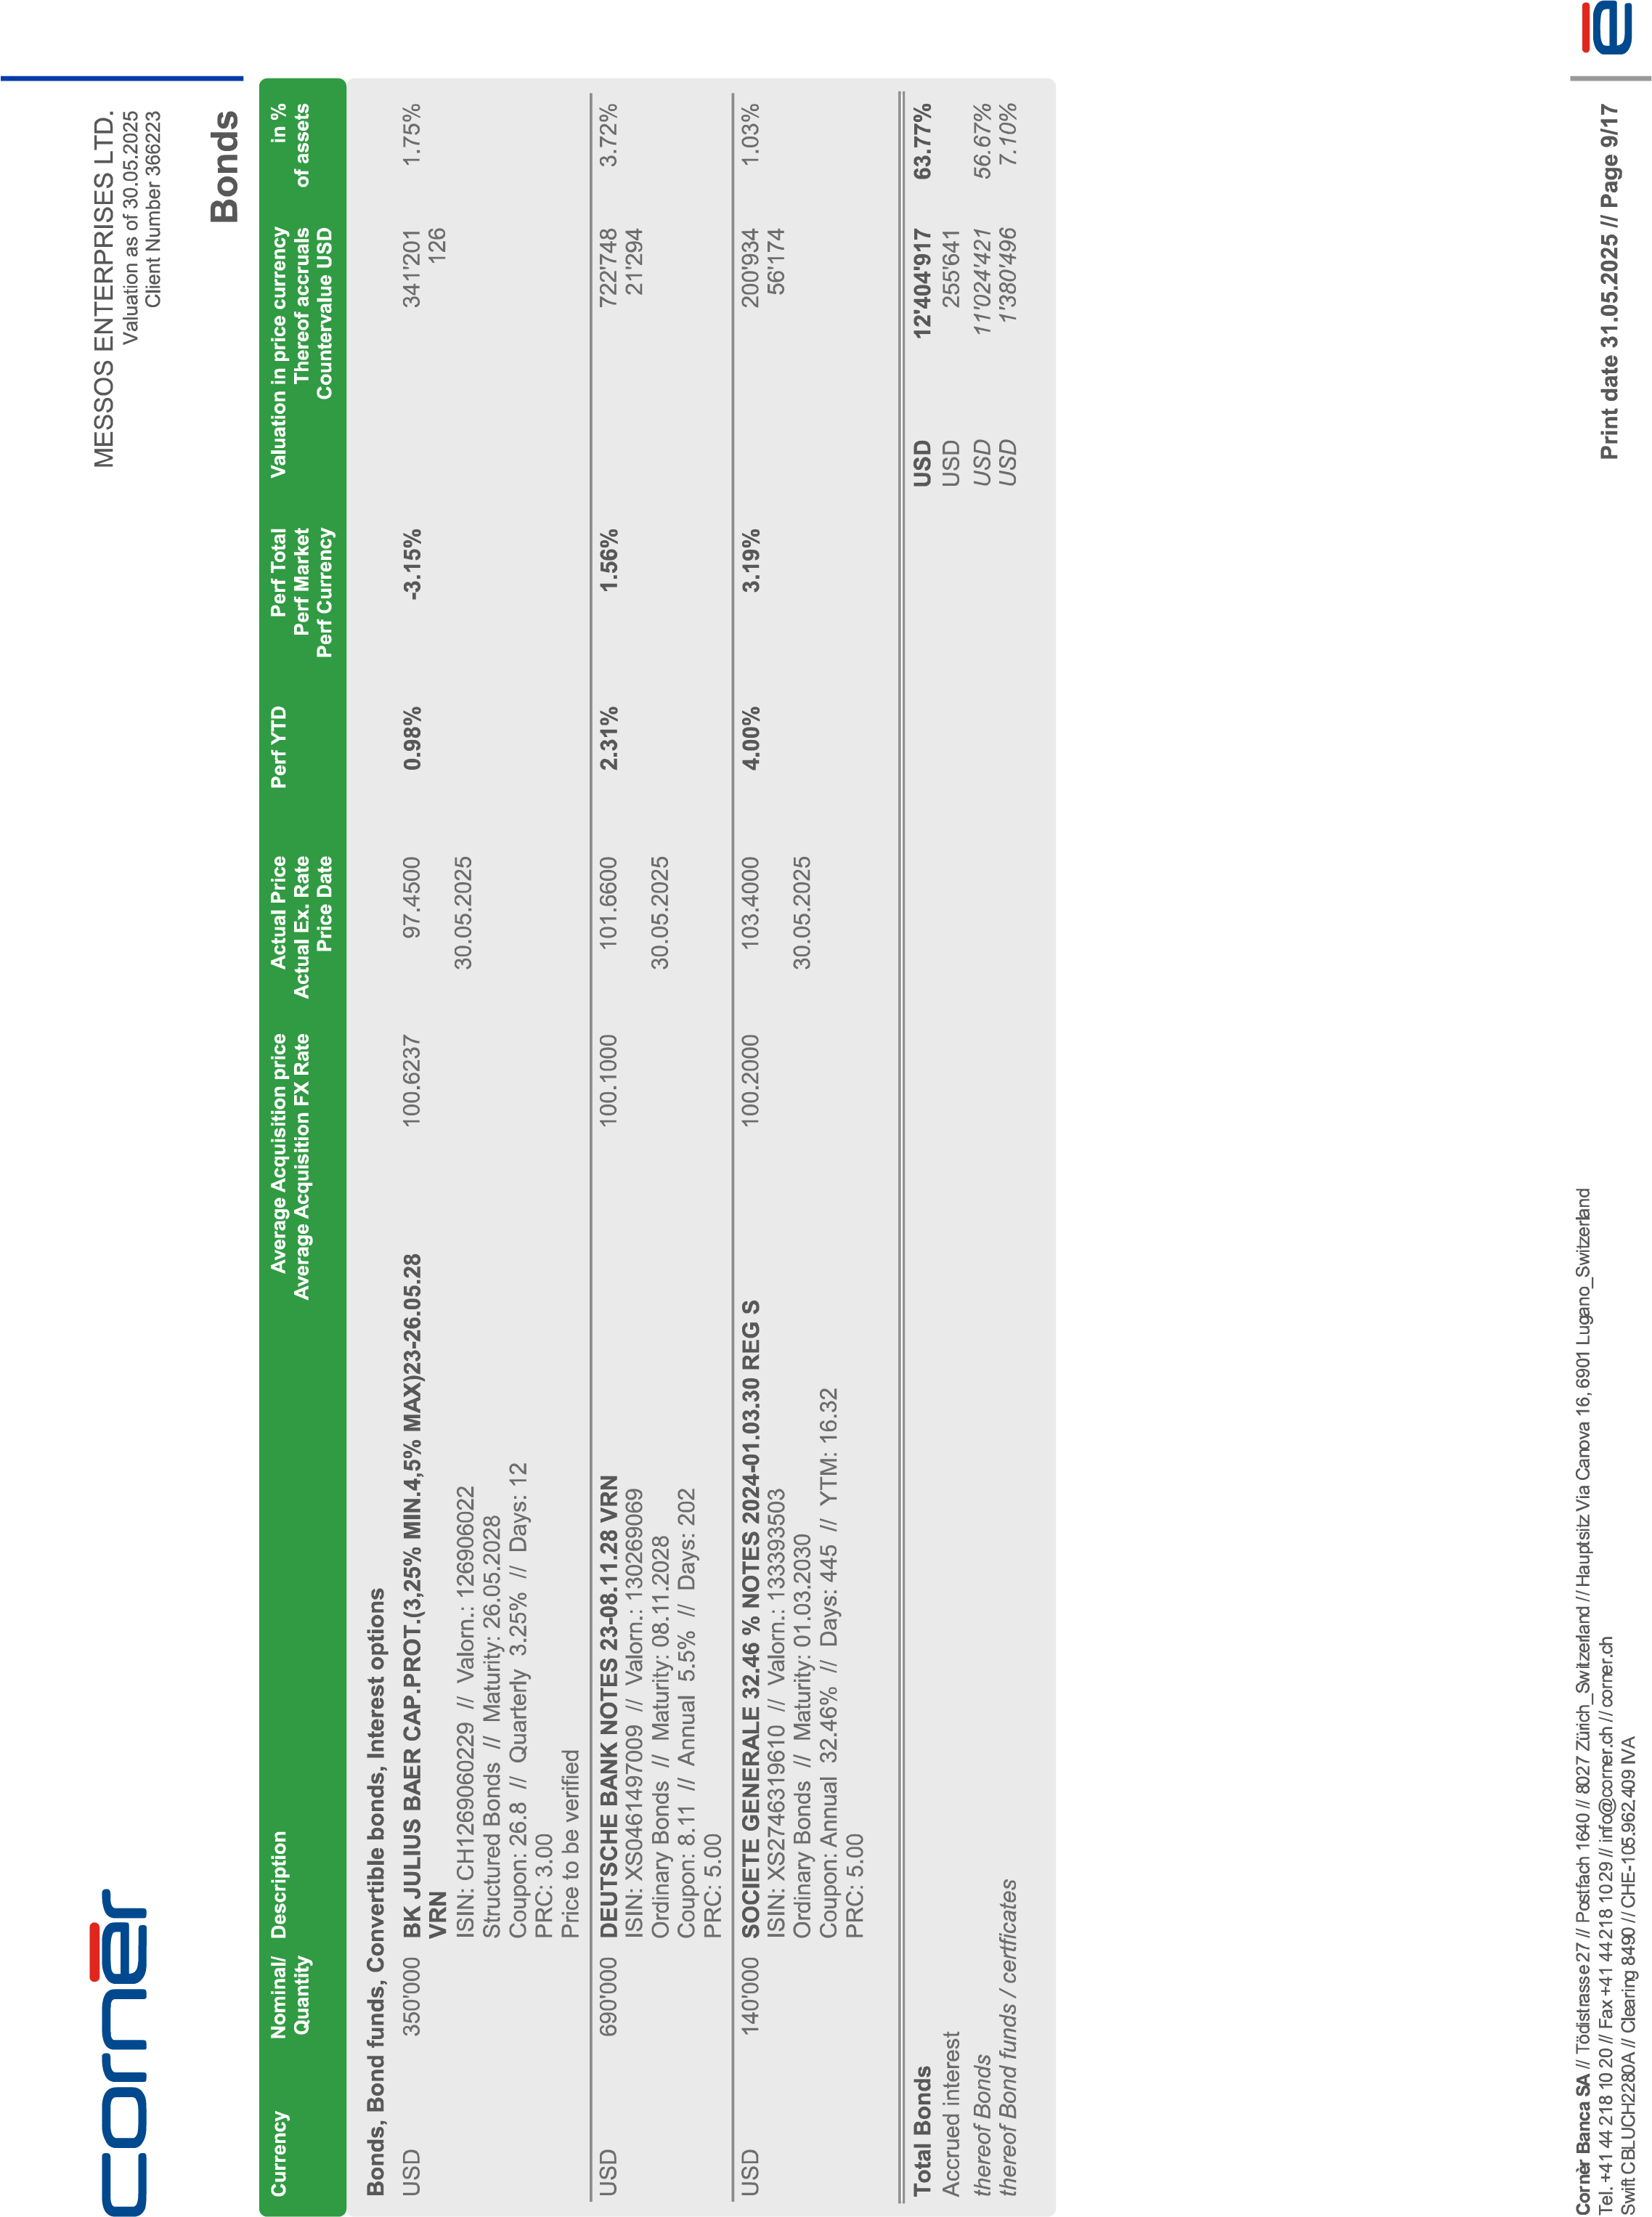 cornèr
MESSOS ENTERPRISES LTD.
Valuation as of 30.05.2025
Client Number 366223
Bonds
Currency Nominal/ Description Average Acquisition price Actual Price Perf YTD Perf Total Valuation in price currency in %
Quantity Average Acquisition FX Rate Actual Ex. Rate Perf Market Thereof accruals of assets
Price Date Perf Currency Countervalue USD
Bonds, Bond funds, Convertible bonds, Interest options
USD 350'000 BK JULIUS BAER CAP.PROT.(3,25% MIN.4,5% MAX)23-26.05.28 100.6237 97.4500 0.98% -3.15% 341'201 1.75%
VRN 126
ISIN: CH1269060229 // Valorn.: 126906022 30.05.2025
Structured Bonds // Maturity: 26.05.2028
Coupon: 26.8 // Quarterly 3.25% // Days: 12
PRC: 3.00
Price to be verified
USD 690'000 DEUTSCHE BANK NOTES 23-08.11.28 VRN 100.1000 101.6600 2.31% 1.56% 722'748 3.72%
ISIN: XS0461497009 // Valorn.: 130269069 21'294
Ordinary Bonds // Maturity: 08.11.2028 30.05.2025
Coupon: 8.11 // Annual 5.5% // Days: 202
PRC: 5.00
USD 140'000 SOCIETE GENERALE 32.46 % NOTES 2024-01.03.30 REG S 100.2000 103.4000 4.00% 3.19% 200'934 1.03%
ISIN: XS2746319610 // Valorn.: 133393503 56'174
Ordinary Bonds // Maturity: 01.03.2030 30.05.2025
Coupon: Annual 32.46% // Days: 445 // YTM: 16.32
PRC: 5.00
Total Bonds USD 12'404'917 63.77%
Accrued interest USD 255'641
thereof Bonds USD 11'024'421 56.67%
thereof Bond funds / certificates USD 1'380'496 7.10%
Cornèr Banca SA // Tödistrasse 27 // Postfach 1640 // 8027 Zürich_Switzerland / Hauptsitz Via Canova 16, 6901 Lugano_Switzerland
Tel. +41 44 218 10 20 // Fax +41 44 218 10 29 // info@corner.ch // corner.ch
Swift CBLUCH2280A // Clearing 8490 // CHE-105.962.409 IVA
Print date 31.05.2025 // Page 9/17
è